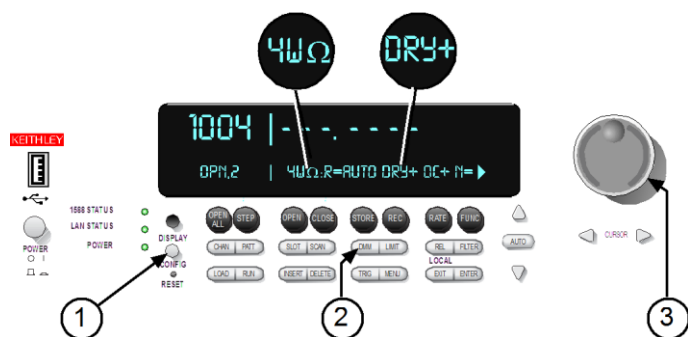 4WΩ DRY+
KEITHLEY
1004 ---.----
OPN,2 4WΩ:R=AUTO DRY+ OC+ N=
1588 STATUS
LAN STATUS
POWER
POWER
O I
DISPLAY
CONFIG
RESET
OPEN ALL STEP OPEN CLOSE STORE REC RATE FUNC
CHAN PATT SLOT SCAN DMM LIMIT REL FILTER
LOCAL
LOAD RUN INSERT DELETE TRIG MENU EXIT ENTER
AUTO
CURSOR
1 2 3